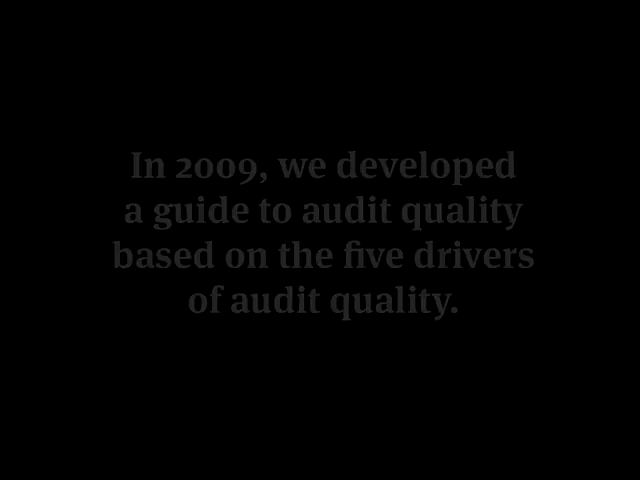 In 2009, we developed
a guide to audit quality
based on the five drivers
of audit quality.